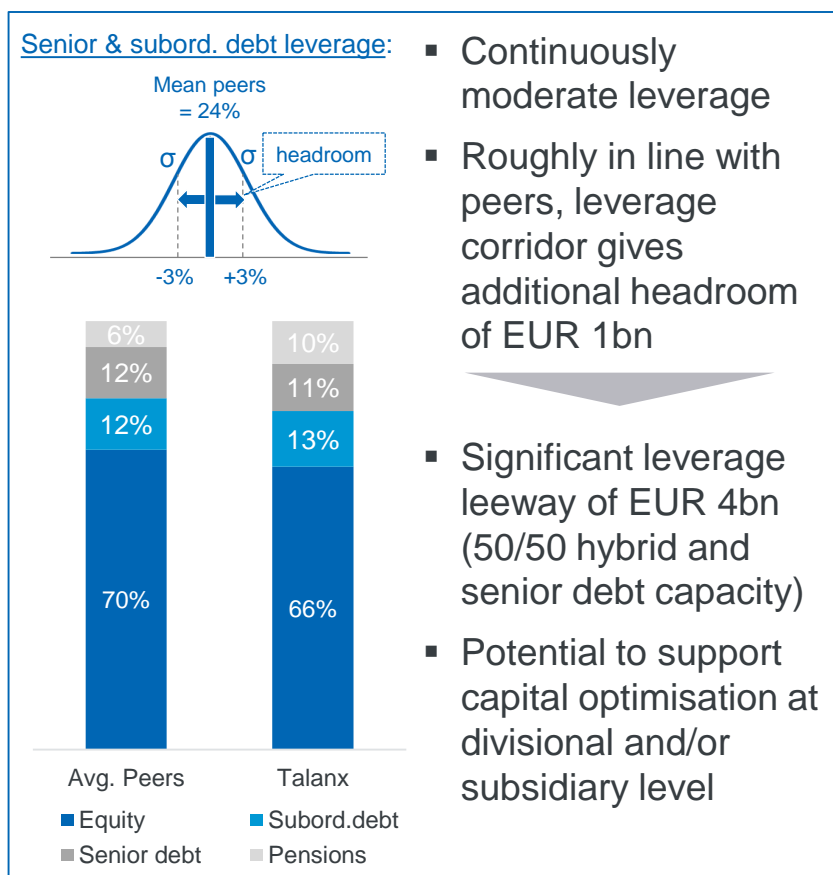 Senior & subord. debt leverage:
Mean peers
= 24%
σ
σ
headroom
-3%
+3%
6%
12%
12%
70%
10%
11%
13%
66%
Avg. Peers
Talanx
■ Equity
■ Subord.debt
■ Senior debt
■ Pensions
▪ Continuously
moderate leverage
▪ Roughly in line with
peers, leverage
corridor gives
additional headroom
of EUR 1bn
▪ Significant leverage
leeway of EUR 4bn
(50/50 hybrid and
senior debt capacity)
▪ Potential to support
capital optimisation at
divisional and/or
subsidiary level